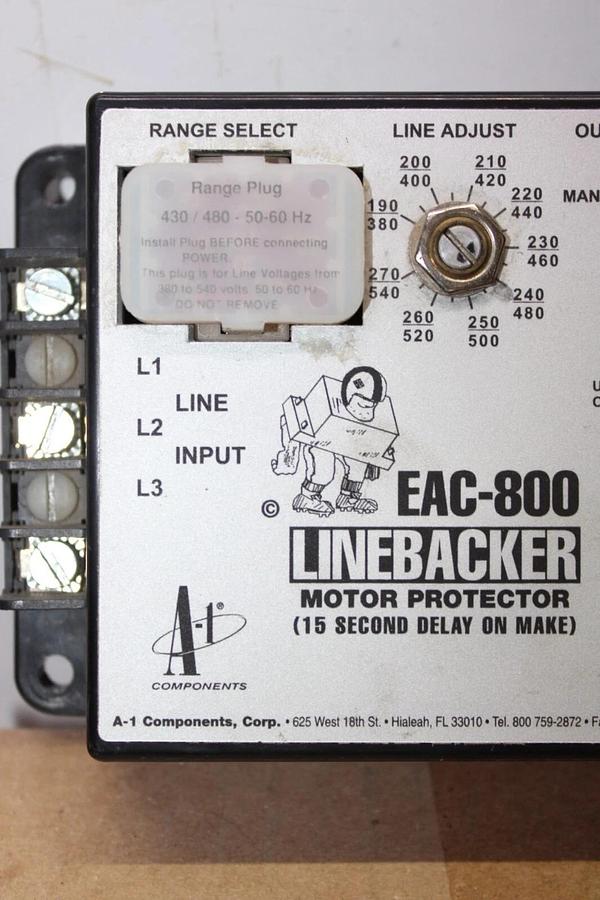 RANGE SELECT
Range Plug
430 / 480 - 50-60 Hz
Install Plug BEFORE connecting
POWER.
This plug is for Line Voltages from
380 to 540 volts 50 to 60 Hz
DO NOT REMOVE
LINE ADJUST
200
400
210
420
190
380
220
440
230
460
270
540
240
480
260
520
250
500
OU
MAN
L1
LINE
L2
INPUT
L3
U
©
EAC-800
LINEBACKER
MOTOR PROTECTOR
(15 SECOND DELAY ON MAKE)
A-1®
COMPONENTS
A-1 Components, Corp. • 625 West 18th St. • Hialeah, FL 33010 • Tel. 800 759-2872 • Fa